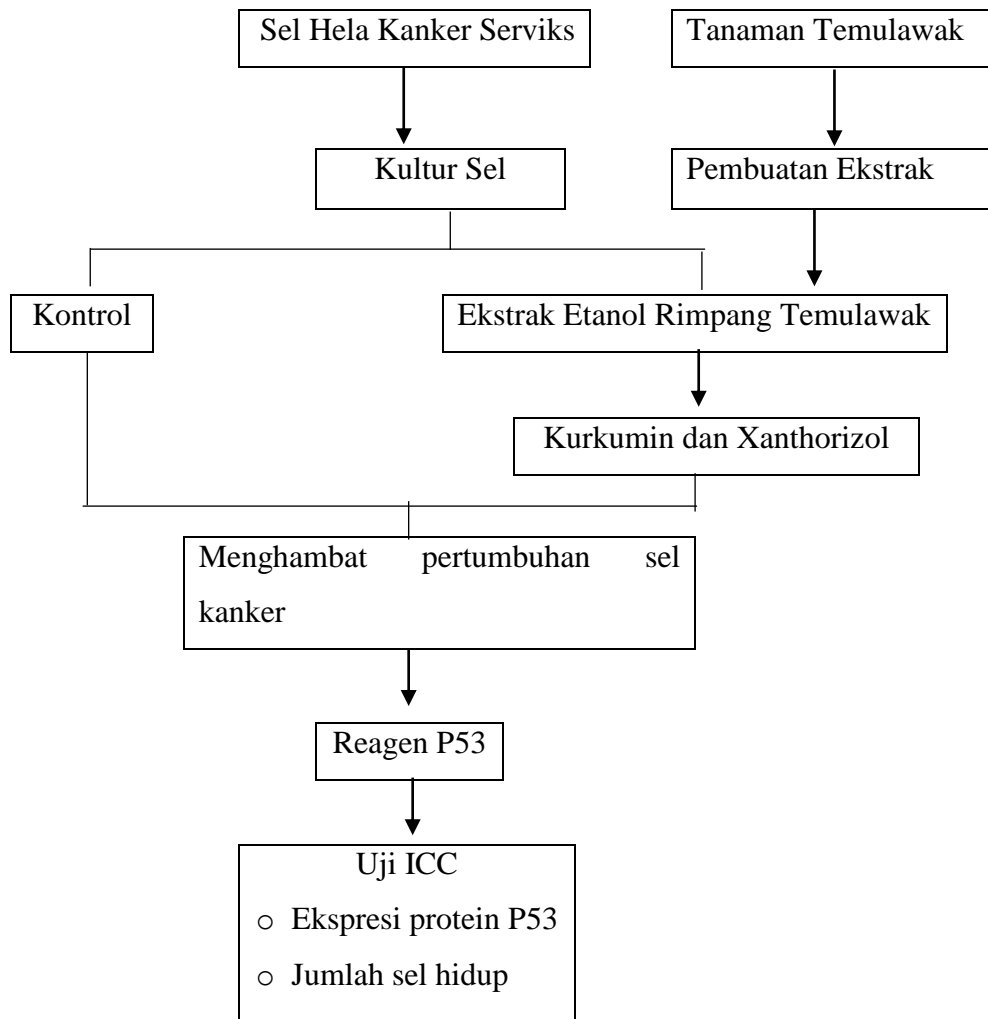 Sel Hela Kanker Serviks
Tanaman Temulawak
Kultur Sel
Pembuatan Ekstrak
Kontrol
Ekstrak Etanol Rimpang Temulawak
Kurkumin dan Xanthorizol
Menghambat pertumbuhan sel
kanker
Reagen P53
Uji ICC
o Ekspresi protein P53
o Jumlah sel hidup